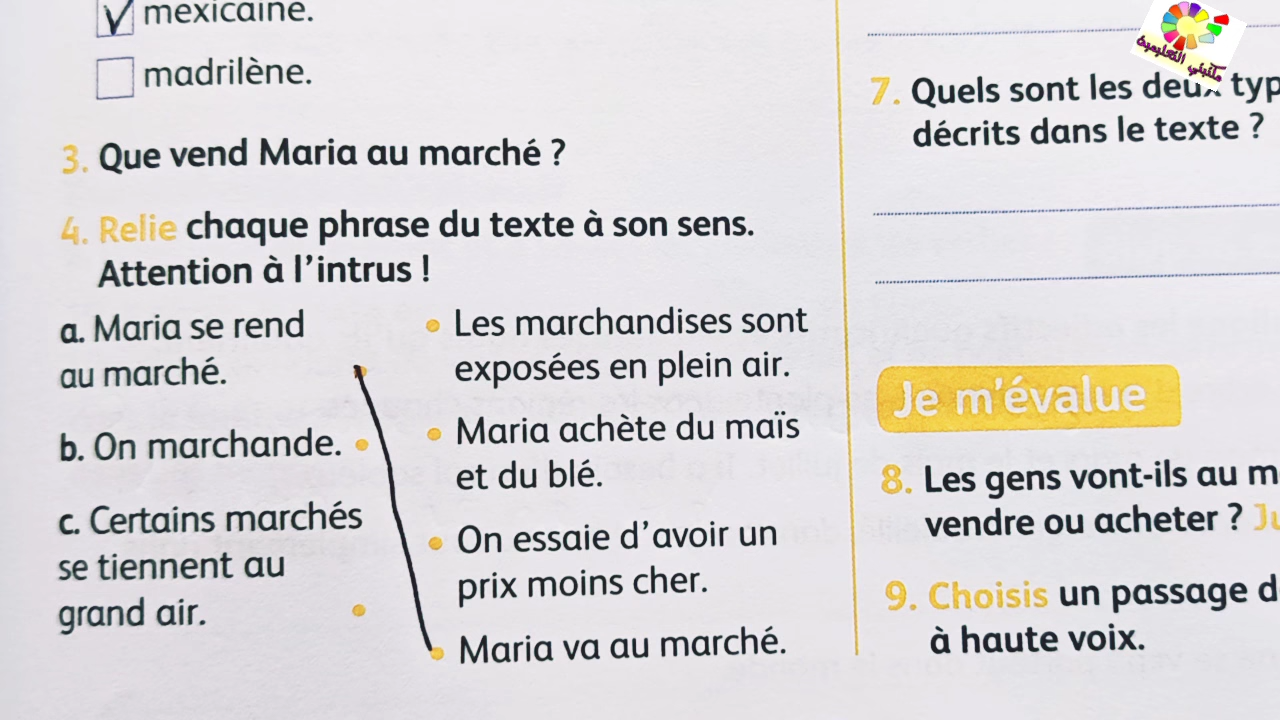 mexicaine.
madrilène.
3. Que vend Maria au marché ?
4. Relie chaque phrase du texte à son sens.
Attention à l'intrus !
a. Maria se rend
au marché.
b. On marchande.
c. Certains marchés
se tiennent au
grand air.
Les marchandises sont
exposées en plein air.
Maria achète du maïs
et du blé.
On essaie d'avoir un
prix moins cher.
Maria va au marché.
7. Quels sont les deux typ
décrits dans le texte ?
Je m'évalue
8. Les gens vont-ils au m
vendre ou acheter ? Ju
9. Choisis un passage d
à haute voix.
مكتبتي التعليمية